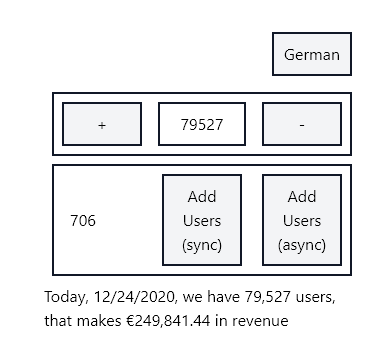 German
+ 79527 -
706
Add
Users
(sync)
Add
Users
(async)
Today, 12/24/2020, we have 79,527 users,
that makes €249,841.44 in revenue